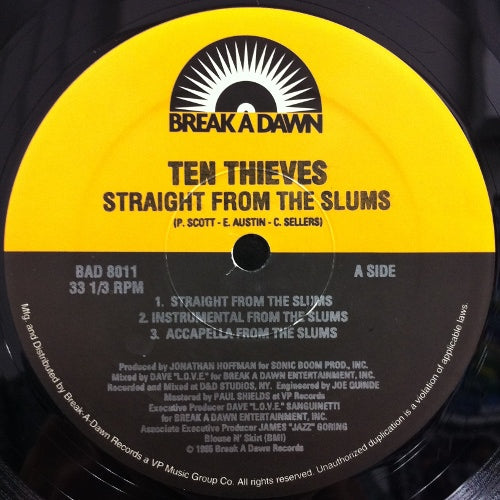 BREAK A DAWN
TEN THIEVES
STRAIGHT FROM THE SLUMS
(P. SCOTT - E. AUSTIN - C. SELLERS)
BAD 8011
33 1/3 RPM
A SIDE
1. STRAIGHT FROM THE SLUMS
2. INSTRUMENTAL FROM THE SLUMS
3. ACCAPELLA FROM THE SLUMS
Produced by JONATHAN HOFFMAN for SONIC BOOM PROD., INC.
Mixed by DAVE "L.O.V.E." for BREAK A DAWN ENTERTAINMENT, INC.
Recorded and Mixed at D&D STUDIOS, NY. Engineered by JOE QUINDE
Mastered by PAUL SHIELDS at VP Records
Executive Producer DAVE "L.O.V.E." SANGUINETTI
for BREAK A DAWN ENTERTAINMENT, INC.
Associate Executive Producer JAMES "JAZZ" GORING
Blouse N' Skirt (BMI)
© 1995 Break A Dawn Records
Mfg. and Distributed by Break-A-Dawn Records a VP Music Group Co. All rights reserved. Unauthorized duplication is a violation of applicable laws.